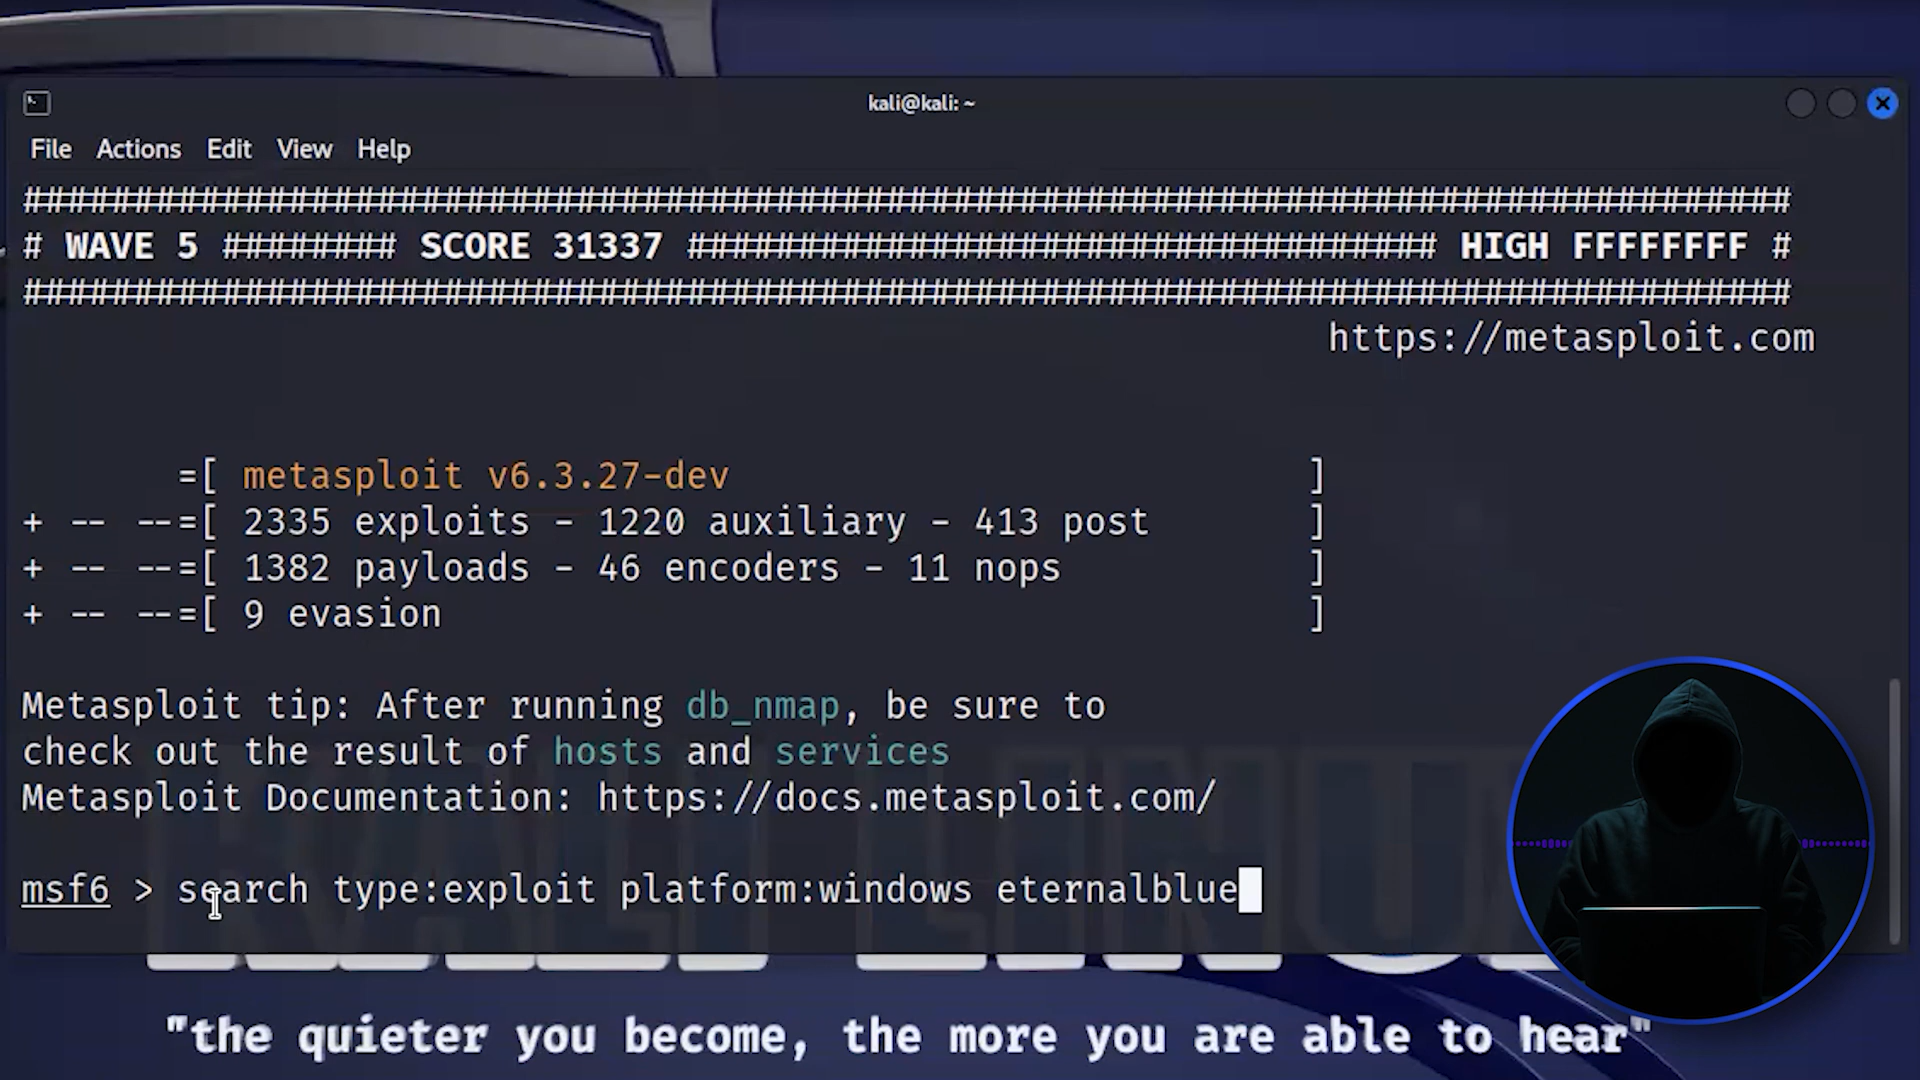 kali@kali: ~
File Actions Edit View Help
################################################################################
# WAVE 5 ######## SCORE 31337 ################################## HIGH FFFFFFFF #
################################################################################
https://metasploit.com
=[ metasploit v6.3.27-dev ]
+ -- --=[ 2335 exploits - 1220 auxiliary - 413 post ]
+ -- --=[ 1382 payloads - 46 encoders - 11 nops ]
+ -- --=[ 9 evasion ]
Metasploit tip: After running db_nmap, be sure to
check out the result of hosts and services
Metasploit Documentation: https://docs.metasploit.com/
msf6 > search type:exploit platform:windows eternalblue
"the quieter you become, the more you are able to hear"